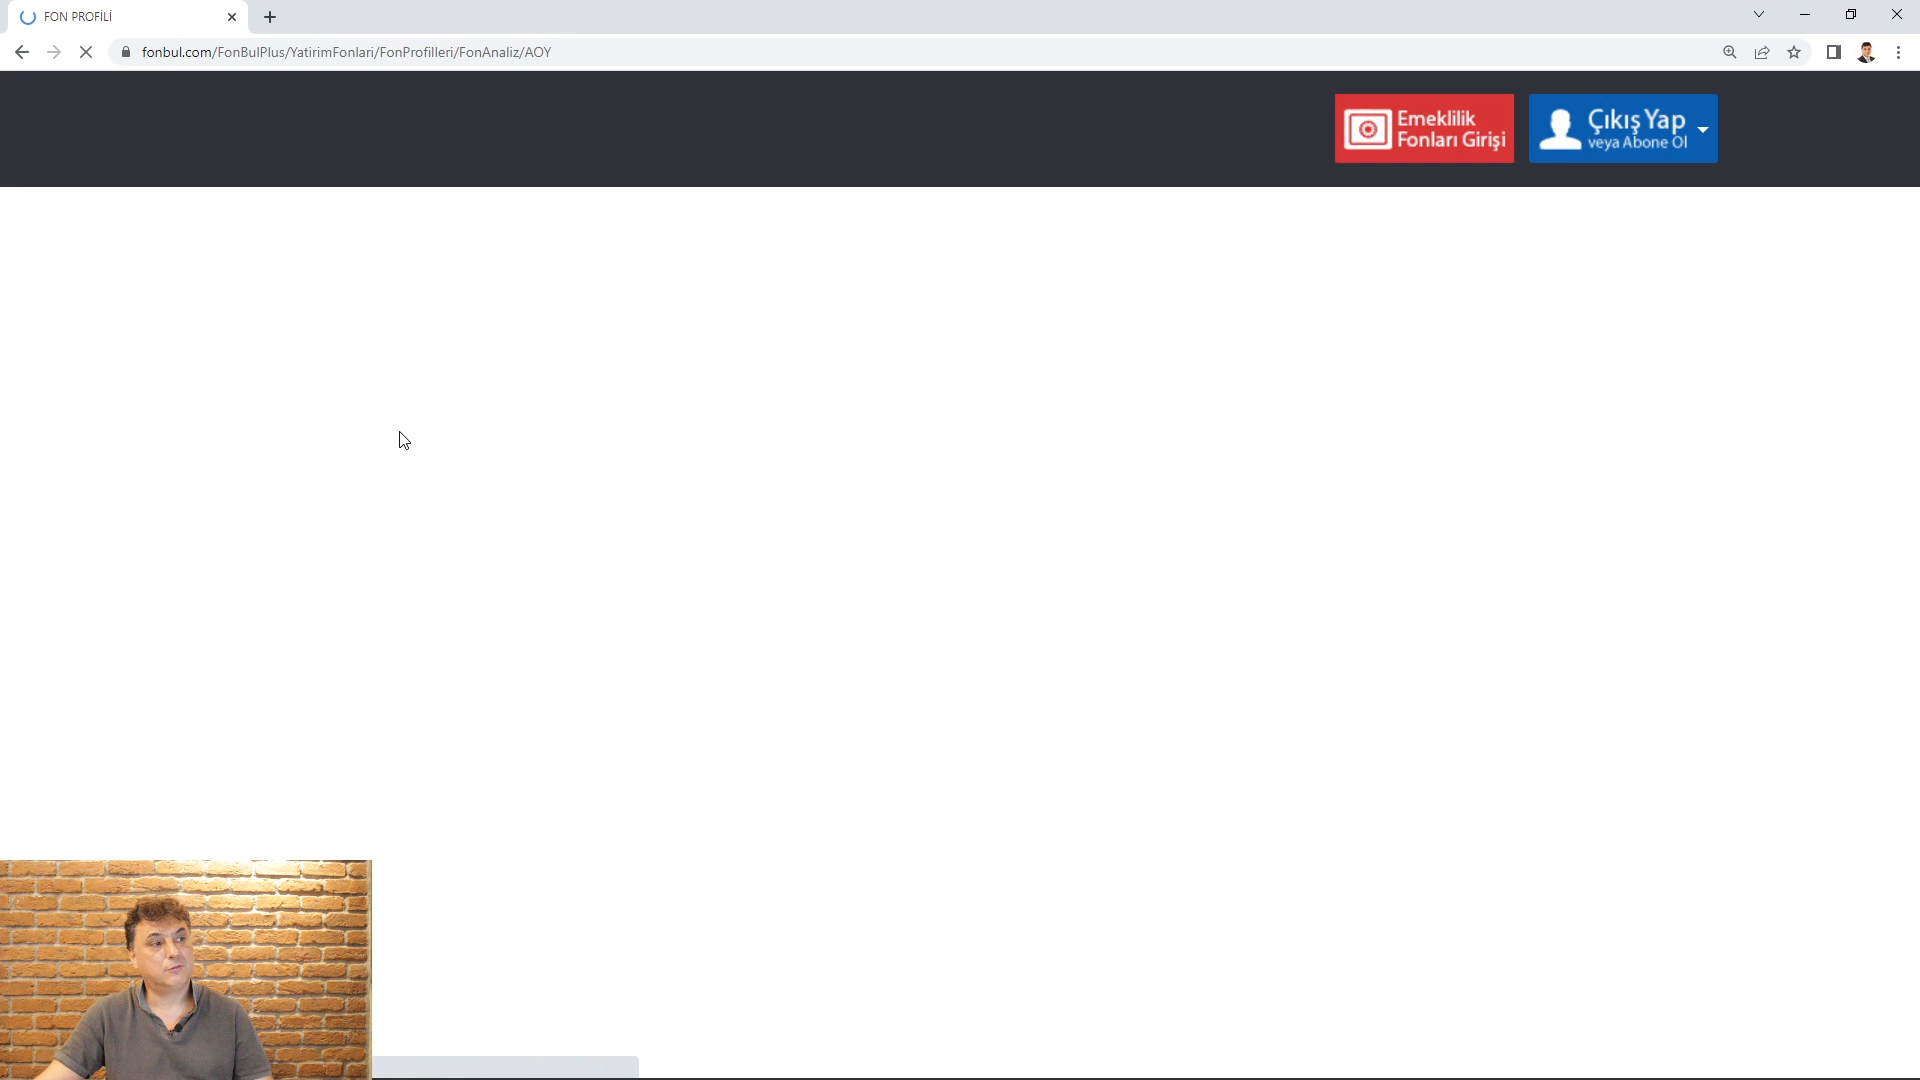 FON PROFİLİ
fonbul.com/FonBulPlus/YatirimFonlari/FonProfilleri/FonAnaliz/AOY
Emeklilik
Fonları Girişi
Çıkış Yap
veya Abone Ol